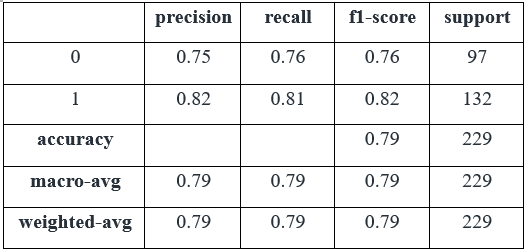 precision recall f1-score support
0 0.75 0.76 0.76 97
1 0.82 0.81 0.82 132
accuracy 0.79 229
macro-avg 0.79 0.79 0.79 229
weighted-avg 0.79 0.79 0.79 229